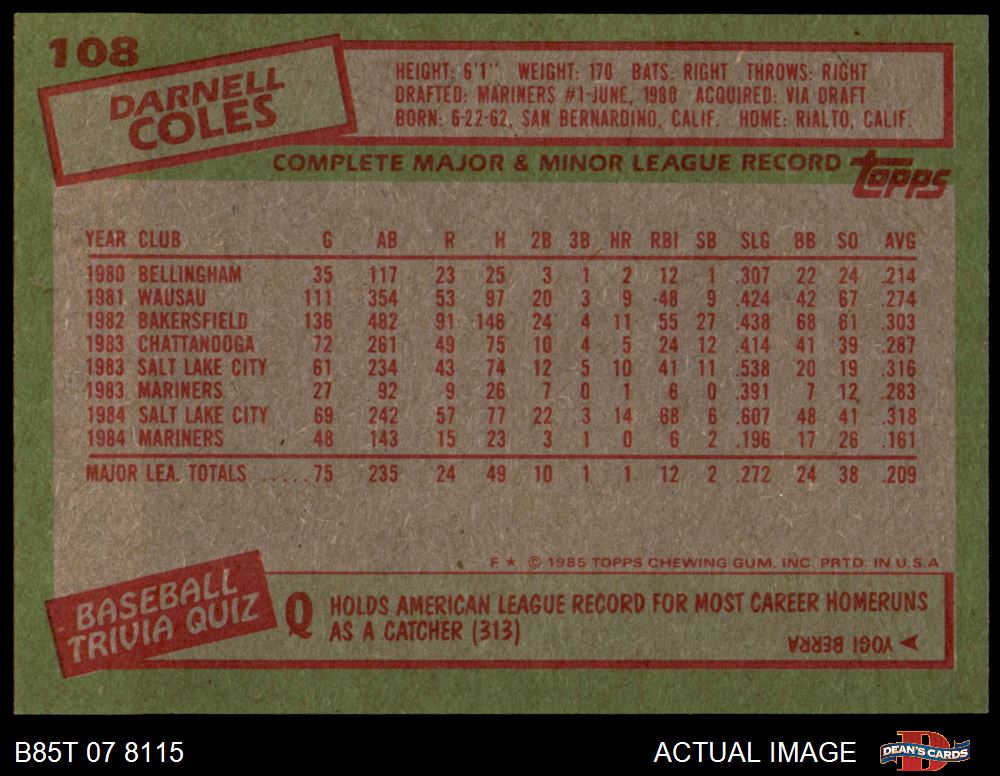 108
DARNELL
COLES
HEIGHT: 6'1" WEIGHT: 170 BATS: RIGHT THROWS: RIGHT
DRAFTED: MARINERS #1-JUNE, 1980 ACQUIRED: VIA DRAFT
BORN: 6-22-62, SAN BERNARDINO, CALIF. HOME: RIALTO, CALIF.
COMPLETE MAJOR & MINOR LEAGUE RECORD
Topps
YEAR CLUB G AB R H 2B 3B HR RBI SB SLG BB SO AVG
1980 BELLINGHAM 35 117 23 25 3 1 2 12 1 .307 22 24 .214
1981 WAUSAU 111 354 53 97 20 3 9 48 9 .424 42 67 .274
1982 BAKERSFIELD 136 482 91 146 24 4 11 55 27 .438 68 61 .303
1983 CHATTANOOGA 72 261 49 75 10 4 5 24 12 .414 41 39 .287
1983 SALT LAKE CITY 61 234 43 74 12 5 10 41 11 .538 20 19 .316
1983 MARINERS 27 92 9 26 7 0 1 6 0 .391 7 12 .283
1984 SALT LAKE CITY 69 242 57 77 22 3 14 68 6 .607 48 41 .318
1984 MARINERS 48 143 15 23 3 1 0 6 2 .196 17 26 .161
MAJOR LEA. TOTALS .....75 235 24 49 10 1 1 12 2 .272 24 38 .209
F ★ © 1985 TOPPS CHEWING GUM, INC. PRTD. IN U.S.A
BASEBALL
TRIVIA QUIZ
Q HOLDS AMERICAN LEAGUE RECORD FOR MOST CAREER HOMERUNS
AS A CATCHER (313)
YOGI BERRA
B85T 07 8115
ACTUAL IMAGE
D
DEAN'S CARDS